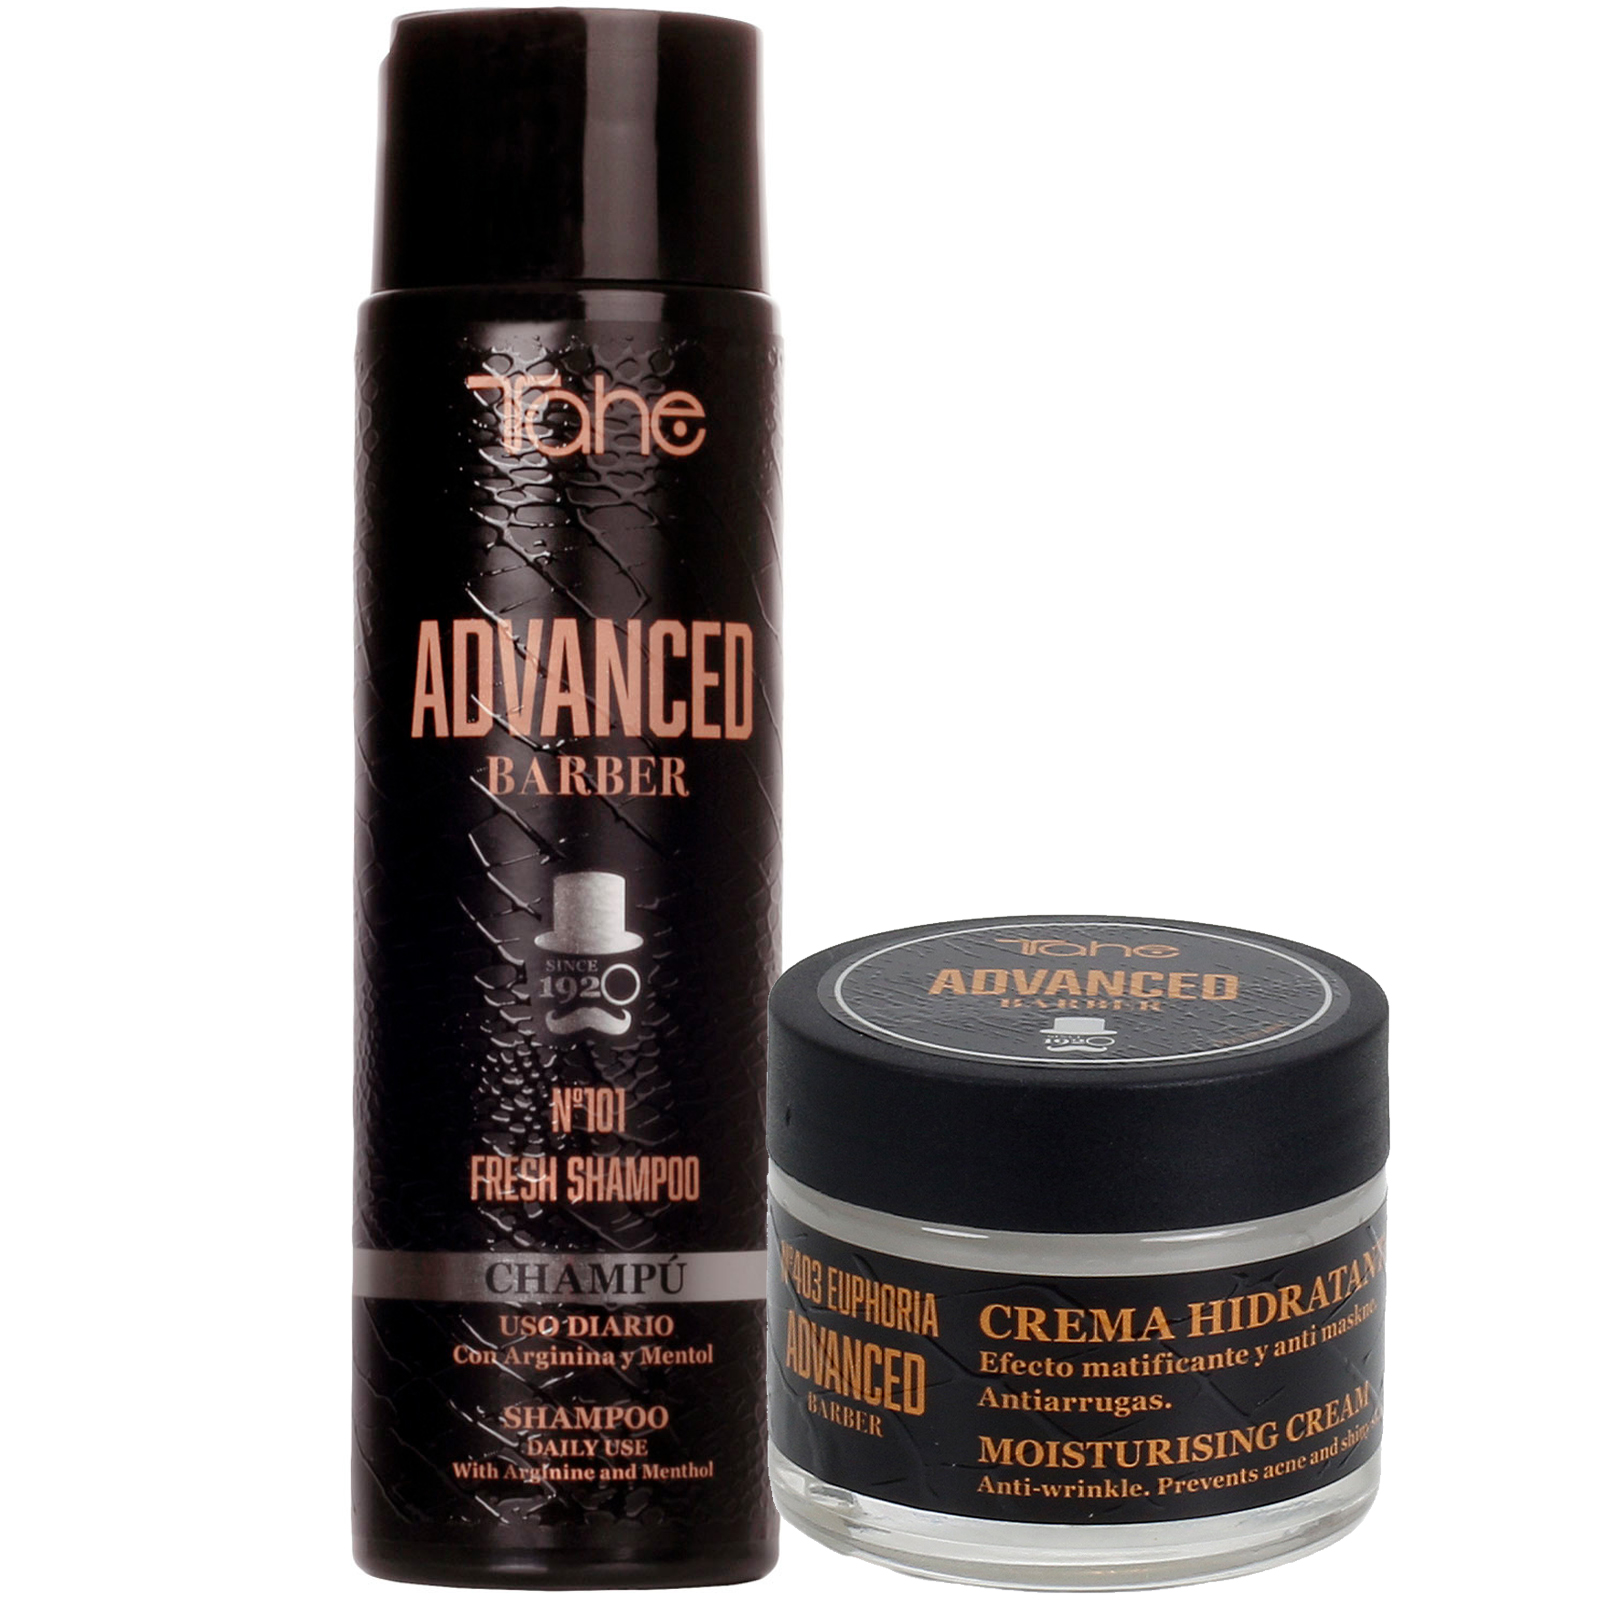 Tahe
ADVANCED
BARBER
SINCE
1920
Nº101
FRESH SHAMPOO
CHAMPÚ
USO DIARIO
Con Arginina y Mentol
SHAMPOO
DAILY USE
With Arginine and Menthol
Tahe
ADVANCED
BARBER
1920
Nº403 EUPHORIA
ADVANCED
BARBER
CREMA
Efecto matificante y anti maskne.
Antiarrugas.
MOISTURISING CREAM
Anti-wrinkle. Prevents acne and